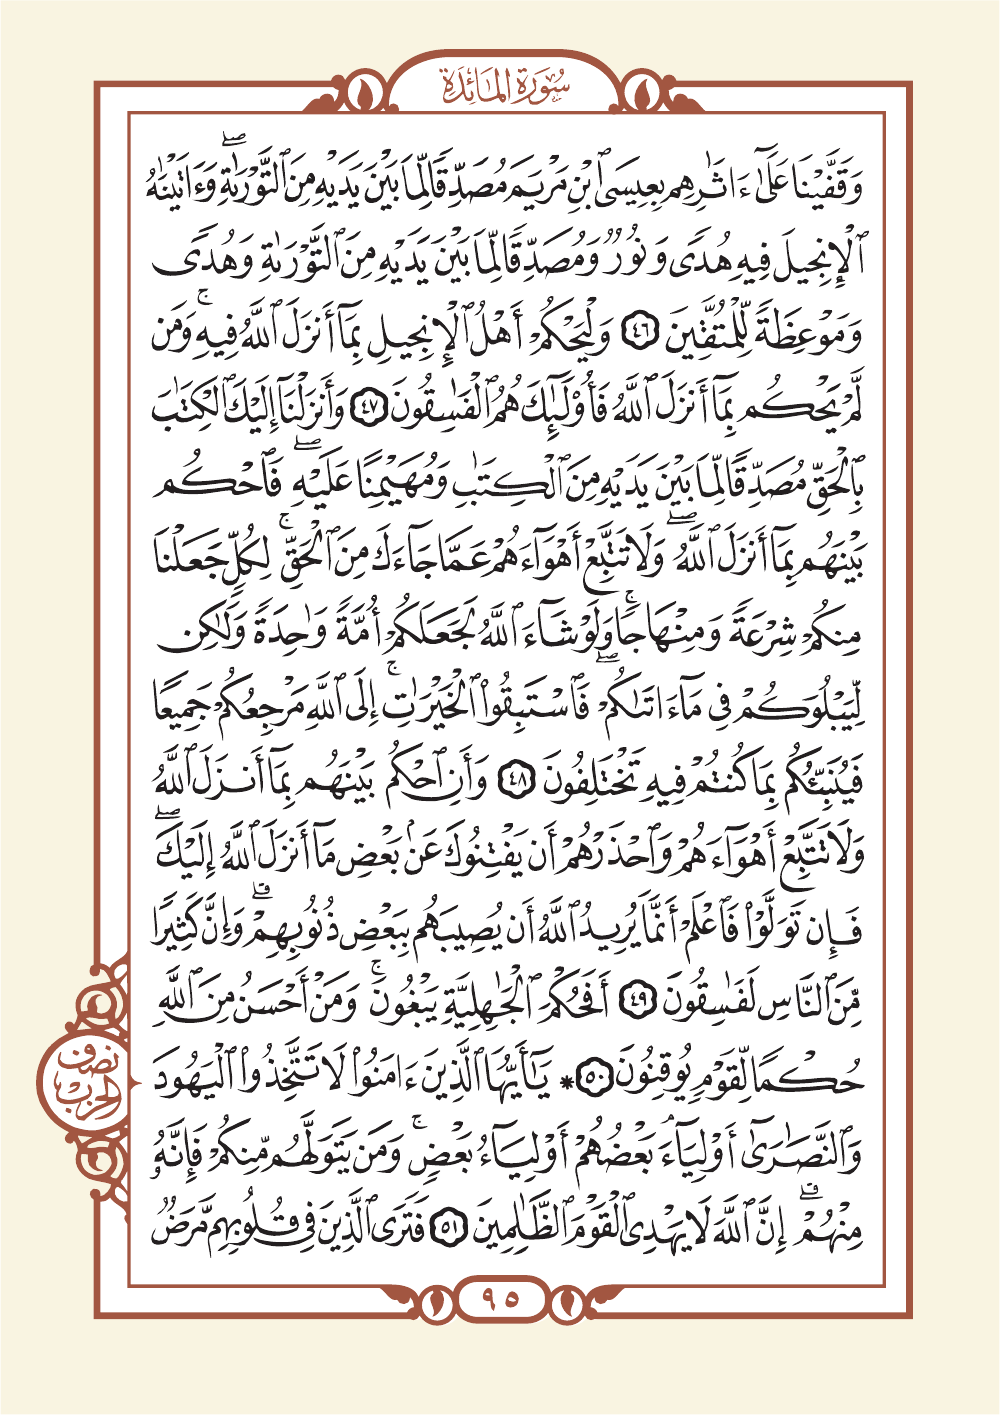 سُورَةُ المَائدَةِ
وَقَفَّيْنَا عَلَىٰٓ ءَاثَٰرِهِم بِعِيسَى ٱبْنِ مَرْيَمَ مُصَدِّقًا لِّمَا بَيْنَ يَدَيْهِ مِنَ ٱلتَّوْرَىٰةِۖ وَءَاتَيْنَٰهُ
ٱلْإِنجِيلَ فِيهِ هُدًى وَنُورٌ وَمُصَدِّقًا لِّمَا بَيْنَ يَدَيْهِ مِنَ ٱلتَّوْرَىٰةِ وَهُدًى
وَمَوْعِظَةً لِّلْمُتَّقِينَ ٤٦ وَلْيَحْكُمْ أَهْلُ ٱلْإِنجِيلِ بِمَآ أَنزَلَ ٱللَّهُ فِيهِۚ وَمَن
لَّمْ يَحْكُم بِمَآ أَنزَلَ ٱللَّهُ فَأُو۟لَٰٓئِكَ هُمُ ٱلْفَٰسِقُونَ ٤٧ وَأَنزَلْنَآ إِلَيْكَ ٱلْكِتَٰبَ
بِٱلْحَقِّ مُصَدِّقًا لِّمَا بَيْنَ يَدَيْهِ مِنَ ٱلْكِتَٰبِ وَمُهَيْمِنًا عَلَيْهِۖ فَٱحْكُم
بَيْنَهُم بِمَآ أَنزَلَ ٱللَّهُۖ وَلَا تَتَّبِعْ أَهْوَآءَهُمْ عَمَّا جَآءَكَ مِنَ ٱلْحَقِّۚ لِكُلٍّ جَعَلْنَا
مِنكُمْ شِرْعَةً وَمِنْهَاجًاۚ وَلَوْ شَآءَ ٱللَّهُ لَجَعَلَكُمْ أُمَّةً وَٰحِدَةً وَلَٰكِن
لِّيَبْلُوَكُمْ فِى مَآ ءَاتَىٰكُمْۖ فَٱسْتَبِقُوا۟ ٱلْخَيْرَٰتِۚ إِلَى ٱللَّهِ مَرْجِعُكُمْ جَمِيعًا
فَيُنَبِّئُكُم بِمَا كُنتُمْ فِيهِ تَخْتَلِفُونَ ٤٨ وَأَنِ ٱحْكُم بَيْنَهُم بِمَآ أَنزَلَ ٱللَّهُ
وَلَا تَتَّبِعْ أَهْوَآءَهُمْ وَٱحْذَرْهُمْ أَن يَفْتِنُوكَ عَنۢ بَعْضِ مَآ أَنزَلَ ٱللَّهُ إِلَيْكَۖ
فَإِن تَوَلَّوْا۟ فَٱعْلَمْ أَنَّمَا يُرِيدُ ٱللَّهُ أَن يُصِيبَهُم بِبَعْضِ ذُنُوبِهِمْۗ وَإِنَّ كَثِيرًا
مِّنَ ٱلنَّاسِ لَفَٰسِقُونَ ٤٩ أَفَحُكْمَ ٱلْجَٰهِلِيَّةِ يَبْغُونَۚ وَمَنْ أَحْسَنُ مِنَ ٱللَّهِ
حُكْمًا لِّقَوْمٍ يُوقِنُونَ ٥٠ * يَٰٓأَيُّهَا ٱلَّذِينَ ءَامَنُوا۟ لَا تَتَّخِذُوا۟ ٱلْيَهُودَ
وَٱلنَّصَٰرَىٰٓ أَوْلِيَآءَۘ بَعْضُهُمْ أَوْلِيَآءُ بَعْضٍۚ وَمَن يَتَوَلَّهُم مِّنكُمْ فَإِنَّهُۥ
مِنْهُمْۗ إِنَّ ٱللَّهَ لَا يَهْدِى ٱلْقَوْمَ ٱلظَّٰلِمِينَ ٥١ فَتَرَى ٱلَّذِينَ فِى قُلُوبِهِم مَّرَضٌ
نصف
الحزب
٩٥